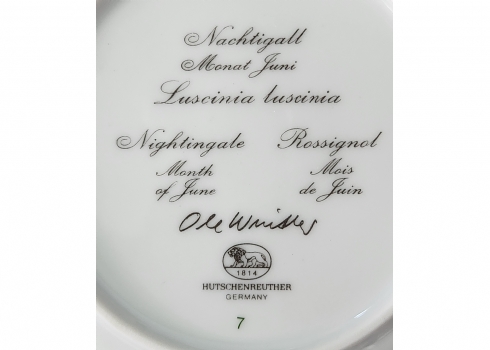 Nachtigall
Monat Juni
Luscinia luscinia
Nightingale
Month
of June
Rossignol
Mois
de Juin
Ole Winther
1814
HUTSCHENREUTHER
GERMANY
7